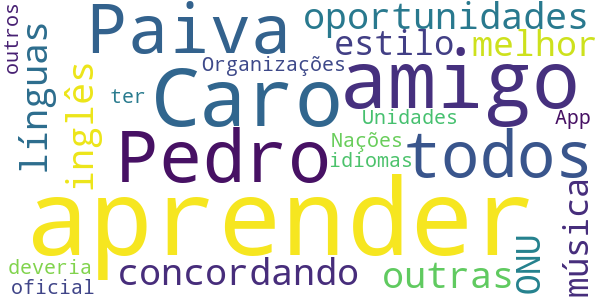 outros
línguas
inglês
Paiva
oportunidades
estilo
melhor
Organizações
ter
Caro
amigo
Unidades
App
Pedro
Nações
idiomas
todos
aprender
música
ONU
deveria
oficial
concordando
outras